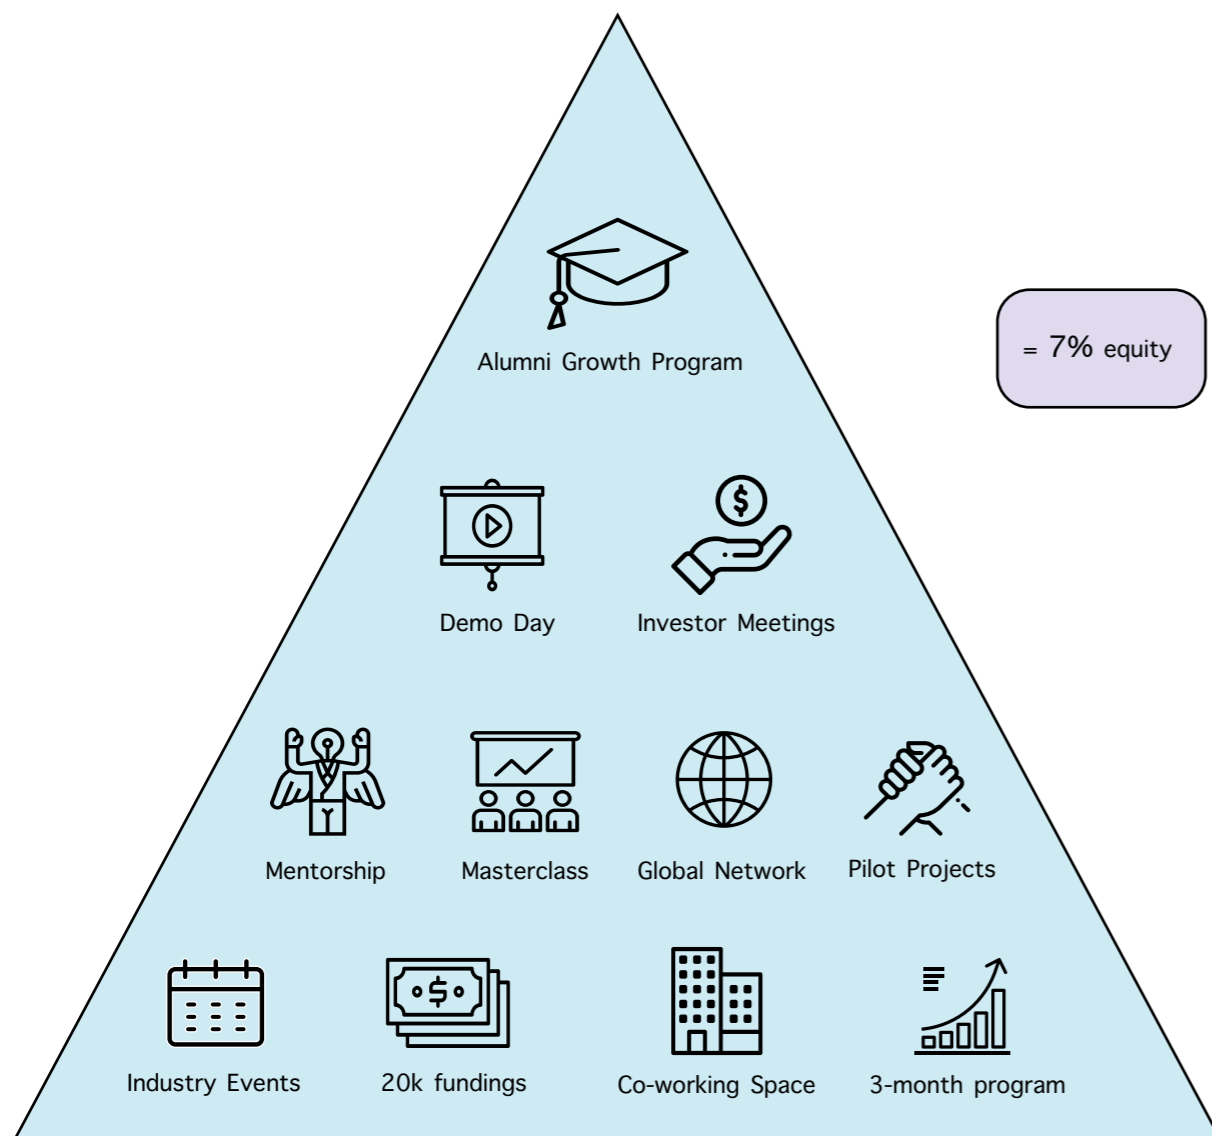 Alumni Growth Program
= 7% equity
Demo Day
Investor Meetings
Mentorship
Masterclass
Global Network
Pilot Projects
Industry Events
20k fundings
Co-working Space
3-month program